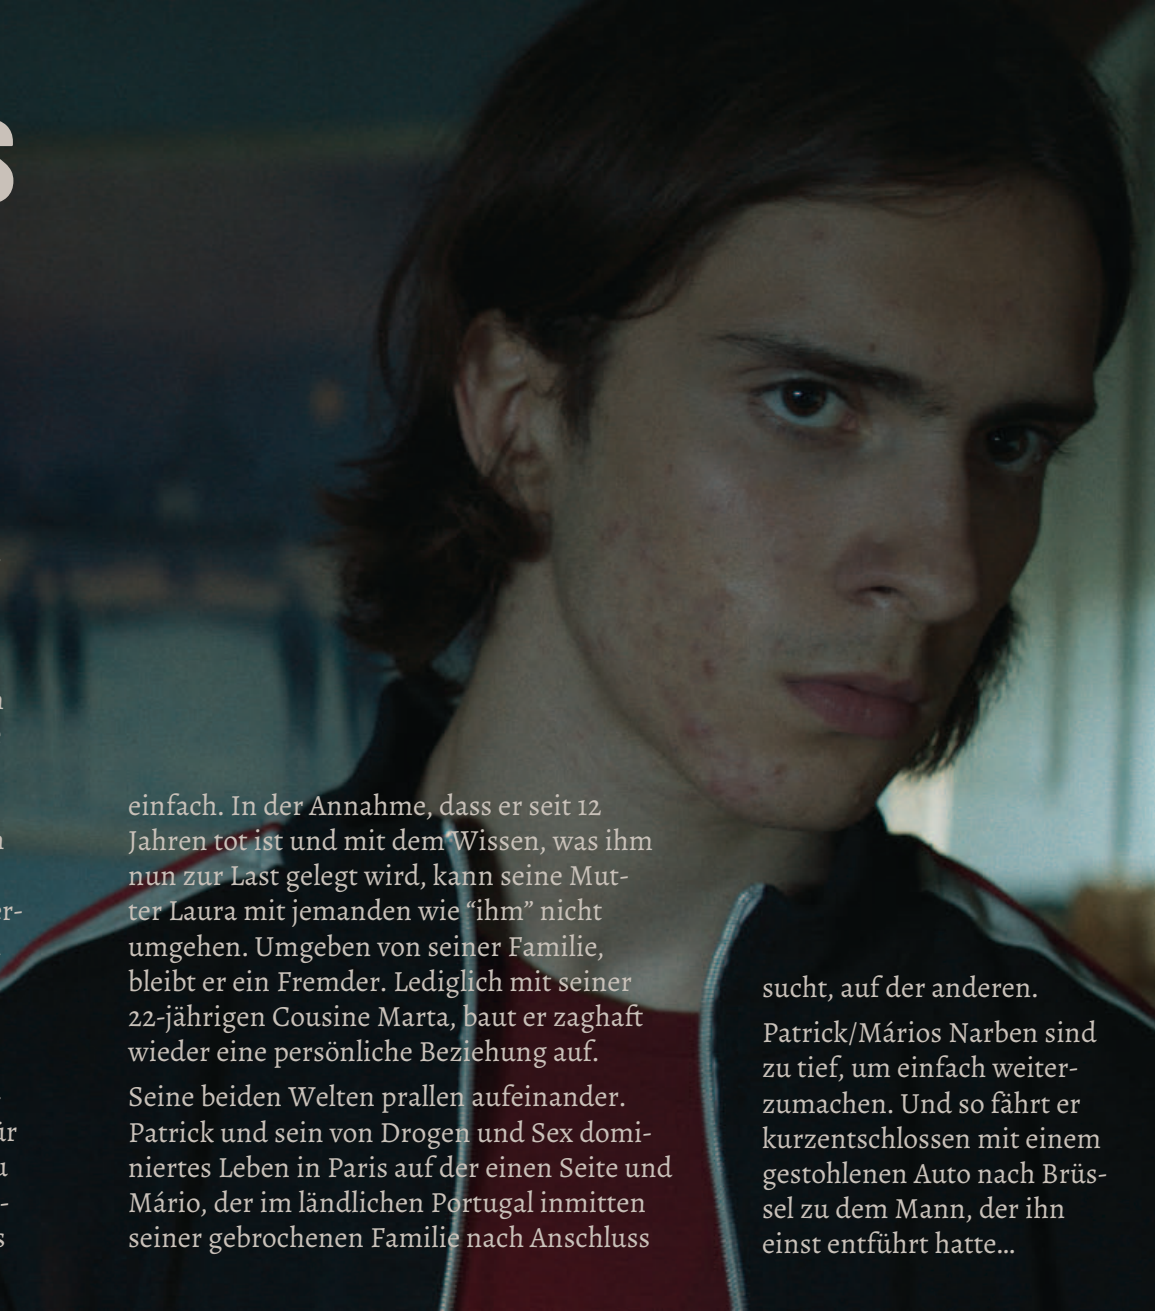 s
er-
ür
einfach. In der Annahme, dass er seit 12
Jahren tot ist und mit dem Wissen, was ihm
nun zur Last gelegt wird, kann seine Mut-
ter Laura mit jemanden wie “ihm” nicht
umgehen. Umgeben von seiner Familie,
bleibt er ein Fremder. Lediglich mit seiner
22-jährigen Cousine Marta, baut er zaghaft
wieder eine persönliche Beziehung auf.
Seine beiden Welten prallen aufeinander.
Patrick und sein von Drogen und Sex domi-
niertes Leben in Paris auf der einen Seite und
Mário, der im ländlichen Portugal inmitten
seiner gebrochenen Familie nach Anschluss
sucht, auf der anderen.
Patrick/Mários Narben sind
zu tief, um einfach weiter-
zumachen. Und so fährt er
kurzentschlossen mit einem
gestohlenen Auto nach Brüs-
sel zu dem Mann, der ihn
einst entführt hatte...